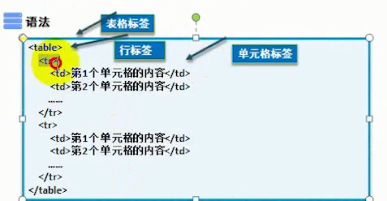 语法
表格标签
<table>
行标签
单元格标签
<tr>
<td>第1个单元格的内容</td>
<td>第2个单元格的内容</td>
......
</tr>
<tr>
<td>第1个单元格的内容</td>
<td>第2个单元格的内容</td>
......
</tr>
</table>